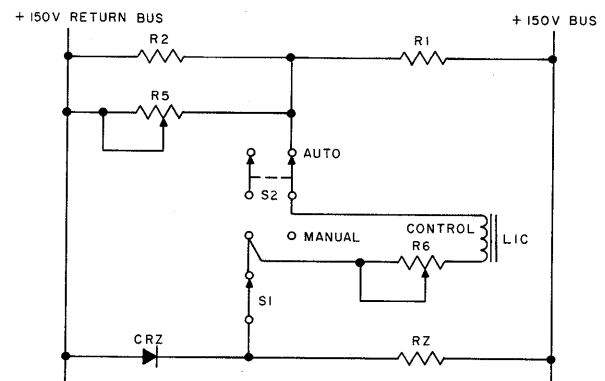 + 150V RETURN BUS
+ 150V BUS
R2
R1
R5
AUTO
S2
CONTROL
L1C
MANUAL
R6
S1
CRZ
RZ